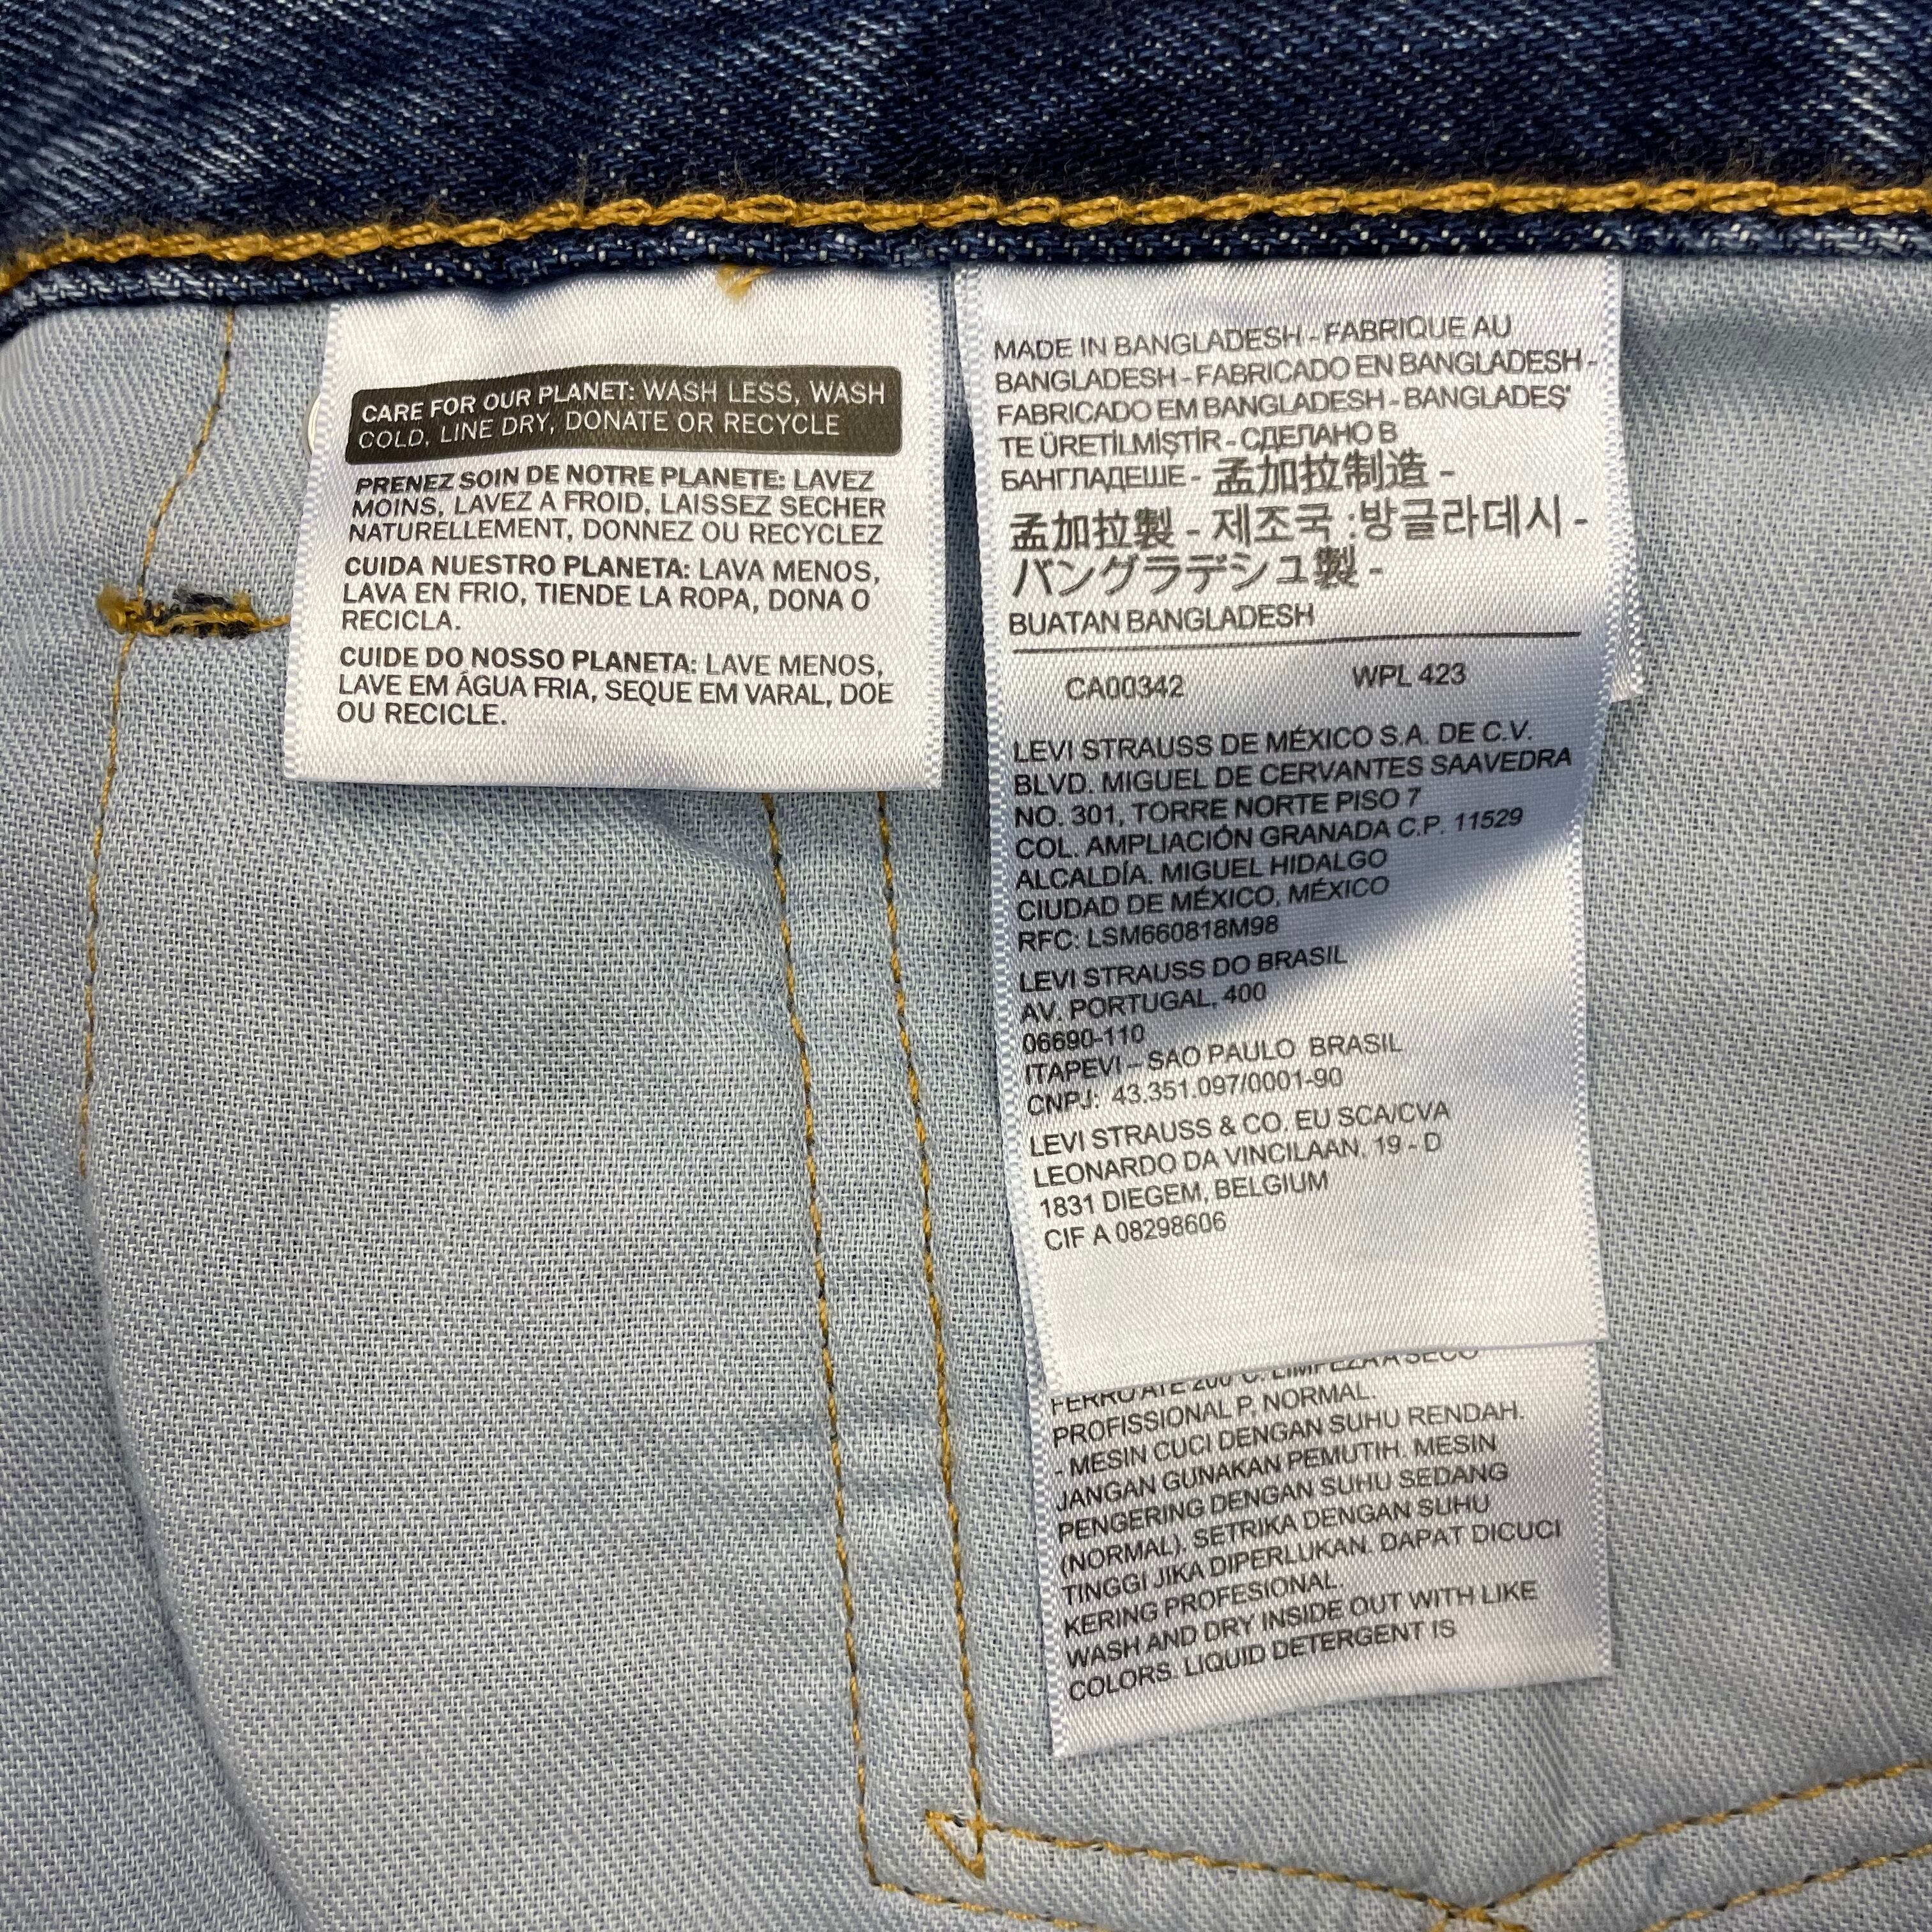 CARE FOR OUR PLANET: WASH LESS, WASH
COLD, LINE DRY, DONATE OR RECYCLE
PRENEZ SOIN DE NOTRE PLANETE: LAVEZ
MOINS, LAVEZ A FROID, LAISSEZ SECHER
NATURELLEMENT, DONNEZ OU RECYCLEZ
CUIDA NUESTRO PLANETA: LAVA MENOS,
LAVA EN FRIO, TIENDE LA ROPA, DONA O
RECICLA.
CUIDE DO NOSSO PLANETA: LAVE MENOS,
LAVE EM ÁGUA FRIA, SEQUE EM VARAL, DOE
OU RECICLE.
MADE IN BANGLADESH - FABRIQUE AU
BANGLADESH - FABRICADO EN BANGLADESH -
FABRICADO EM BANGLADESH - BANGLADEŞ'
TE ÜRETİLMİŞTİR - СДЕЛАНО В
БАНГЛАДЕШЕ - 孟加拉制造 -
孟加拉製 - 제조국 :방글라데시 -
バングラデシュ製 -
BUATAN BANGLADESH
CA00342 WPL 423
LEVI STRAUSS DE MÉXICO S.A. DE C.V.
BLVD. MIGUEL DE CERVANTES SAAVEDRA
NO. 301, TORRE NORTE PISO 7
COL. AMPLIACIÓN GRANADA C.P. 11529
ALCALDÍA. MIGUEL HIDALGO
CIUDAD DE MÉXICO, MÉXICO
RFC: LSM660818M98
LEVI STRAUSS DO BRASIL
AV. PORTUGAL, 400
06690-110
ITAPEVI – SAO PAULO BRASIL
CNPJ: 43.351.097/0001-90
LEVI STRAUSS & CO. EU SCA/CVA
LEONARDO DA VINCILAAN, 19 - D
1831 DIEGEM, BELGIUM
CIF A 08298606
FERRO ATE 200°C. LIMPEZA A SECO
PROFISSIONAL P. NORMAL.
- MESIN CUCI DENGAN SUHU RENDAH.
JANGAN GUNAKAN PEMUTIH. MESIN
PENGERING DENGAN SUHU SEDANG
(NORMAL). SETRIKA DENGAN SUHU
TINGGI JIKA DIPERLUKAN. DAPAT DICUCI
KERING PROFESIONAL.
WASH AND DRY INSIDE OUT WITH LIKE
COLORS. LIQUID DETERGENT IS